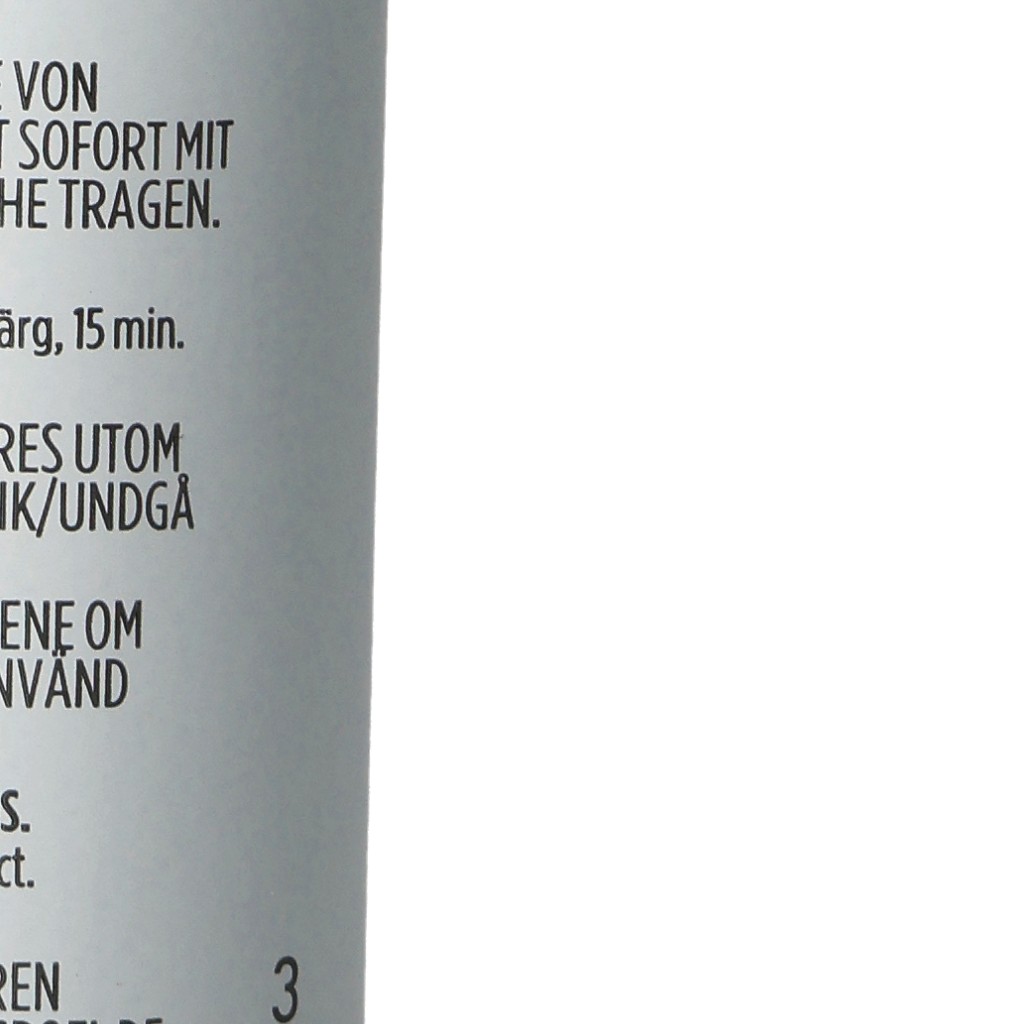 VON
SOFORT MIT
HE TRAGEN.
ärg, 15 min.
RES UTOM
IK/UNDGÅ
ENE OM
NVÄND
S.
ct.
REN
3